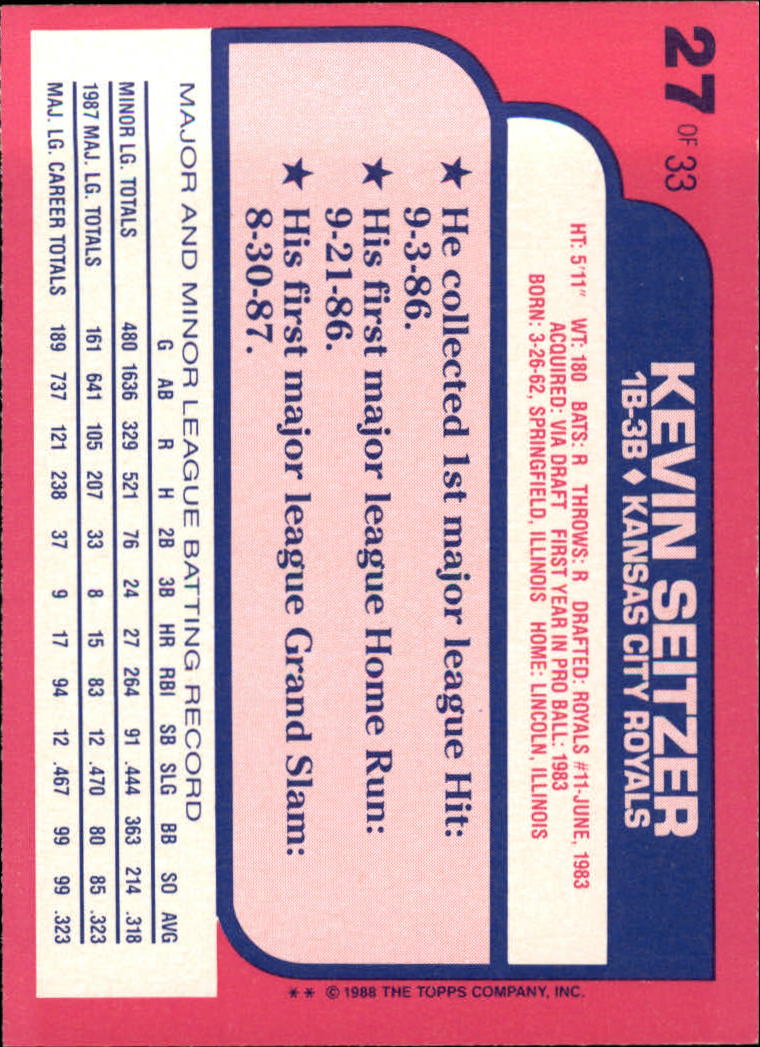 27 OF 33
KEVIN SEITZER
1B-3B ♦ KANSAS CITY ROYALS
HT: 5'11" WT: 180 BATS: R THROWS: R DRAFTED: ROYALS #11-JUNE, 1983
ACQUIRED: VIA DRAFT FIRST YEAR IN PRO BALL: 1983
BORN: 3-26-62, SPRINGFIELD, ILLINOIS HOME: LINCOLN, ILLINOIS
★ He collected 1st major league Hit:
9-3-86.
★ His first major league Home Run:
9-21-86.
★ His first major league Grand Slam:
8-30-87.
MAJOR AND MINOR LEAGUE BATTING RECORD
G AB R H 2B 3B HR RBI SB SLG BB SO AVG
MINOR LG. TOTALS 480 1636 329 521 76 24 27 264 91 .444 363 214 .318
1987 MAJ. LG. TOTALS 161 641 105 207 33 8 15 83 12 .470 80 85 .323
MAJ. LG. CAREER TOTALS 189 737 121 238 37 9 17 94 12 .467 99 99 .323
** © 1988 THE TOPPS COMPANY, INC.